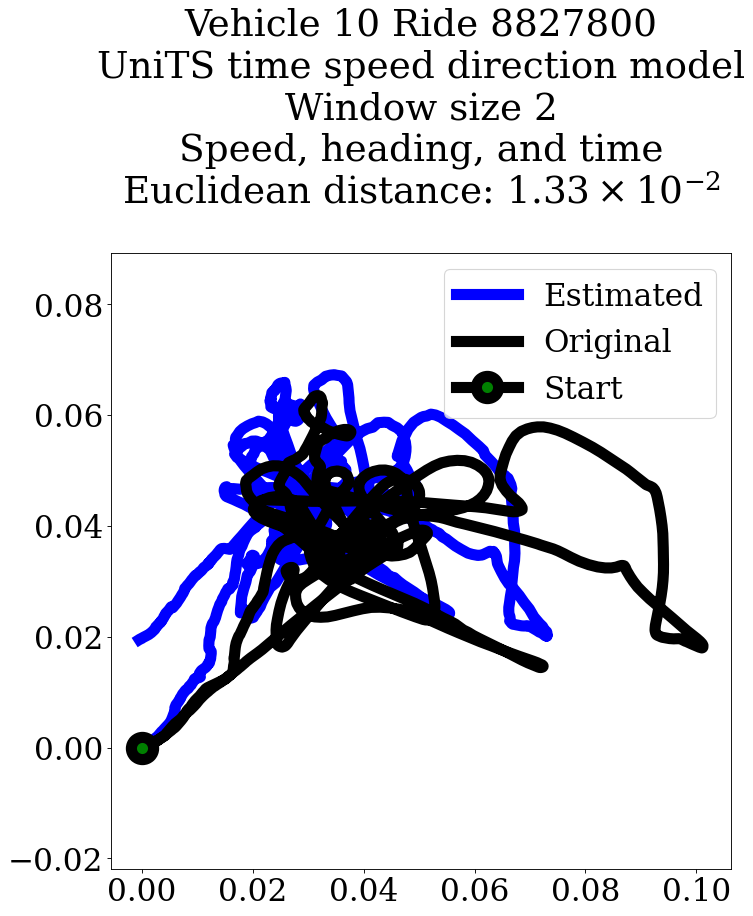 Vehicle 10 Ride 8827800
UniTS time speed direction model
Window size 2
Speed, heading, and time
Euclidean distance: 1.33 × 10⁻²
Estimated
Original
Start
0.08
0.06
0.04
0.02
0.00
−0.02
0.00 0.02 0.04 0.06 0.08 0.10